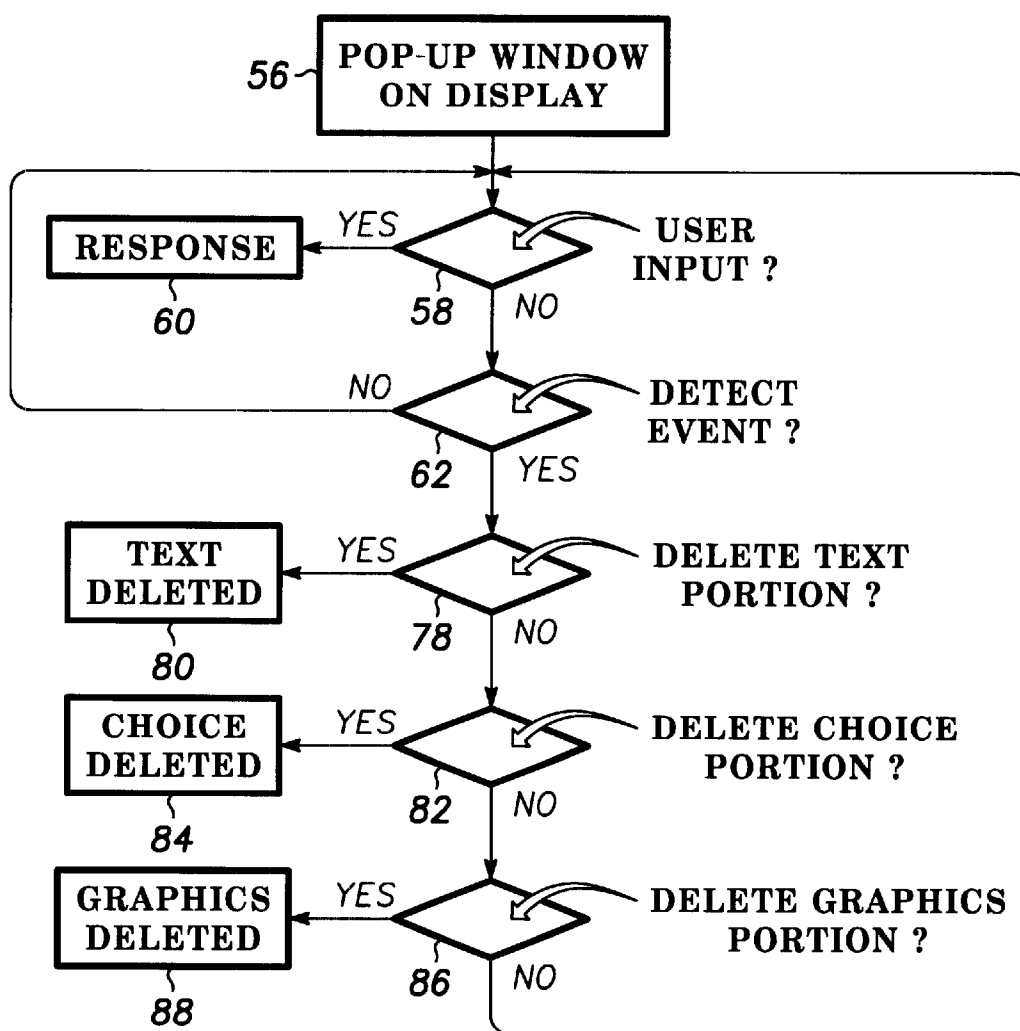 POP-UP WINDOW
ON DISPLAY
56
YES
RESPONSE
60
58
USER
INPUT ?
NO
NO
62
DETECT
EVENT ?
YES
YES
TEXT
DELETED
80
78
DELETE TEXT
PORTION ?
NO
YES
CHOICE
DELETED
84
82
DELETE CHOICE
PORTION ?
NO
YES
GRAPHICS
DELETED
88
86
DELETE GRAPHICS
PORTION ?
NO